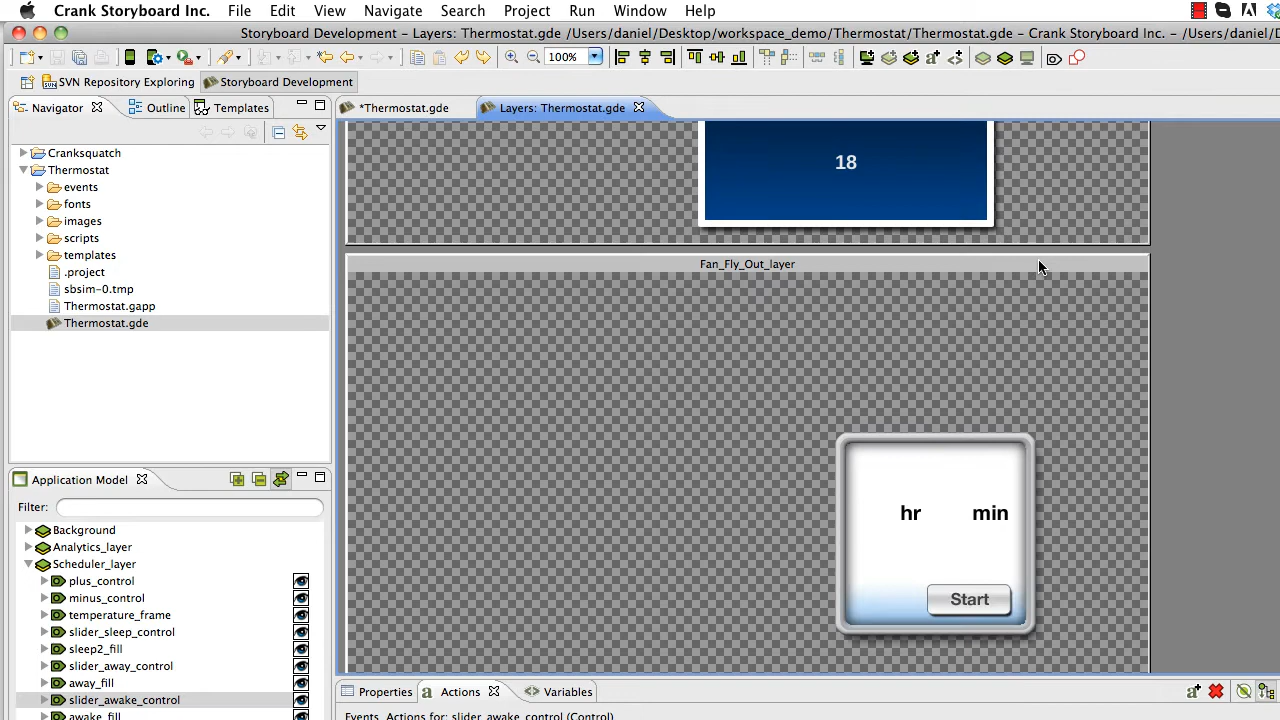 Crank Storyboard Inc. File Edit View Navigate Search Project Run Window Help
Storyboard Development - Layers: Thermostat.gde /Users/daniel/Desktop/workspace_demo/Thermostat/Thermostat.gde - Crank Storyboard Inc. /Users/daniel/D
100%
SVN Repository Exploring Storyboard Development
Navigator Outline Templates *Thermostat.gde Layers: Thermostat.gde
Cranksquatch
Thermostat
events
fonts
images
scripts
templates
.project
sbsim-0.tmp
Thermostat.gapp
Thermostat.gde
18
Fan_Fly_Out_layer
hr min
Start
Application Model
Filter:
Background
Analytics_layer
Scheduler_layer
plus_control
minus_control
temperature_frame
slider_sleep_control
sleep2_fill
slider_away_control
away_fill
slider_awake_control
awake_fill
Properties Actions Variables
Events, Actions for: slider_awake_control (Control)